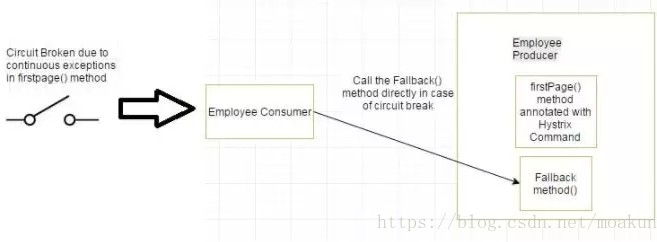 Circuit Broken due to
continuous exceptions
in firstpage() method
Employee Consumer
Call the Fallback()
method directly in case
of circuit break
Employee
Producer
firstPage()
method
annotated with
Hystrix
Command
Fallback
method()
https://blog.csdn.net/moakun